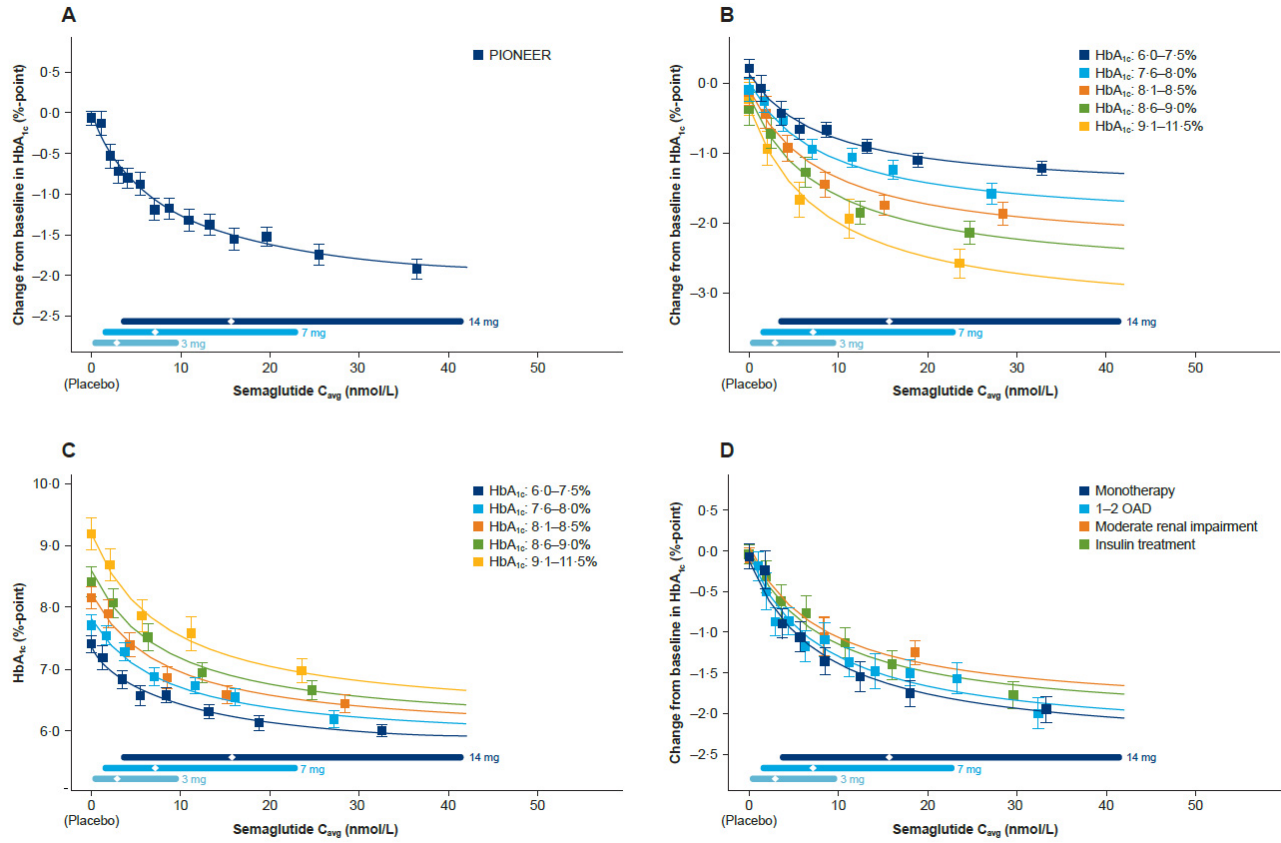 A
PIONEER
Change from baseline in HbA1c (%-point)
0·5
0·0
–0·5
–1·0
–1·5
–2·0
–2·5
14 mg
7 mg
3 mg
0 10 20 30 40 50
(Placebo)
Semaglutide Cavg (nmol/L)
B
HbA1c: 6·0–7·5%
HbA1c: 7·6–8·0%
HbA1c: 8·1–8·5%
HbA1c: 8·6–9·0%
HbA1c: 9·1–11·5%
Change from baseline in HbA1c (%-point)
0·0
–1·0
–2·0
–3·0
14 mg
7 mg
3 mg
0 10 20 30 40 50
(Placebo)
Semaglutide Cavg (nmol/L)
C
HbA1c: 6·0–7·5%
HbA1c: 7·6–8·0%
HbA1c: 8·1–8·5%
HbA1c: 8·6–9·0%
HbA1c: 9·1–11·5%
HbA1c (%-point)
10·0
9·0
8·0
7·0
6·0
-
14 mg
7 mg
3 mg
0 10 20 30 40 50
(Placebo)
Semaglutide Cavg (nmol/L)
D
Monotherapy
1–2 OAD
Moderate renal impairment
Insulin treatment
Change from baseline in HbA1c (%-point)
0·5
0·0
–0·5
–1·0
–1·5
–2·0
–2·5
14 mg
7 mg
3 mg
0 10 20 30 40 50
(Placebo)
Semaglutide Cavg (nmol/L)